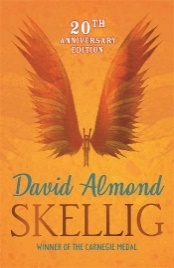 20TH
ANNIVERSARY
EDITION
David Almond
SKELLIG
WINNER OF THE CARNEGIE MEDAL